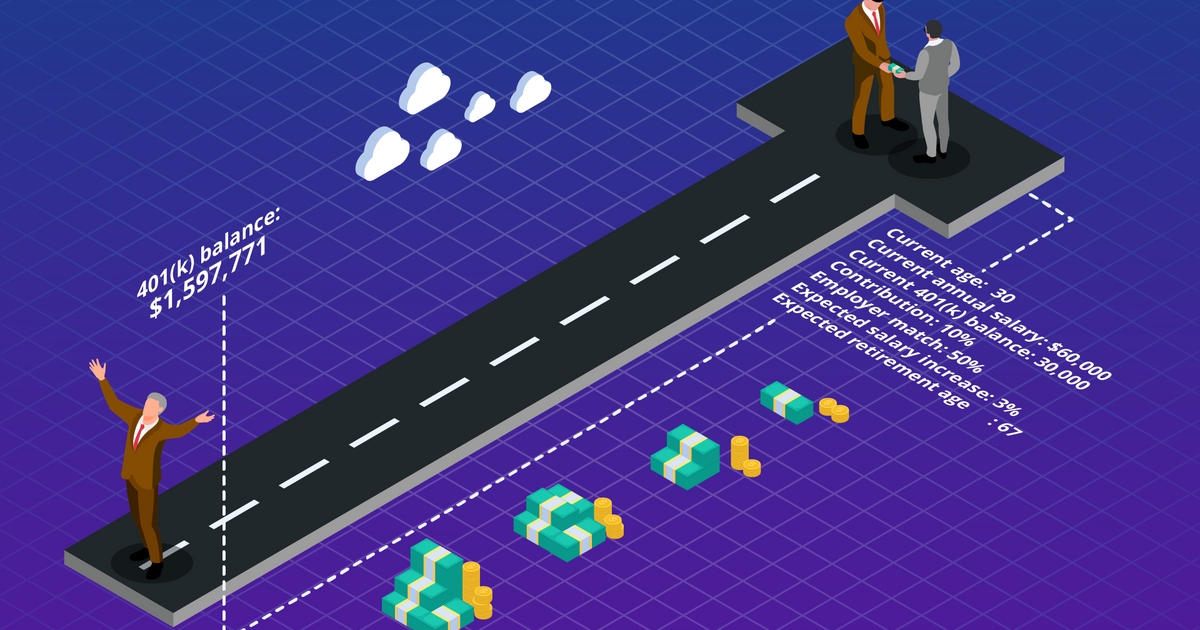 401(k) balance:
$1,597,771
Current age: 30
Current annual salary: $60,000
Current 401(k) balance: 30,000
Contribution: 10%
Employer match: 50%
Expected salary increase: 3%
Expected retirement age
: 67